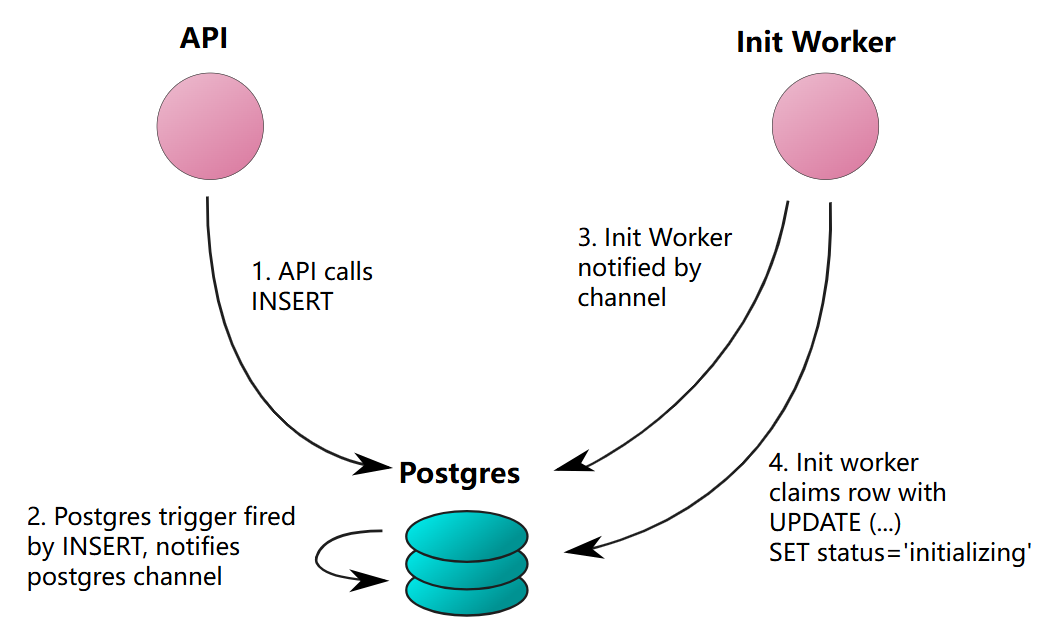 API
Init Worker
1. API calls
INSERT
3. Init Worker
notified by
channel
Postgres
2. Postgres trigger fired
by INSERT, notifies
postgres channel
4. Init worker
claims row with
UPDATE (...)
SET status='initializing'